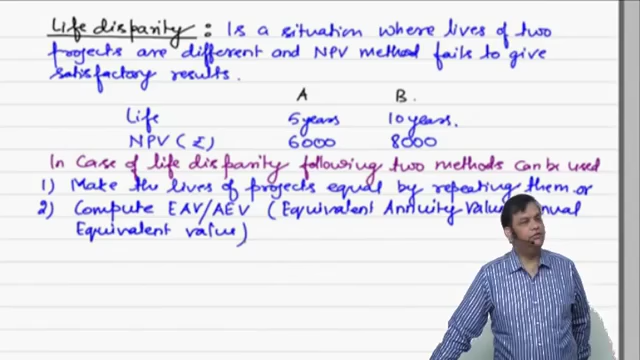 Life disparity : Is a situation where lives of two
projects are different and NPV method fails to give
satisfactory results.
A B
Life 5 years 10 years.
NPV (₹) 6000 8000
In case of life disparity following two methods can be used
1) Make the lives of projects equal by repeating them or
2) Compute EAV/AEV (Equivalent Annuity Value
Equivalent value)